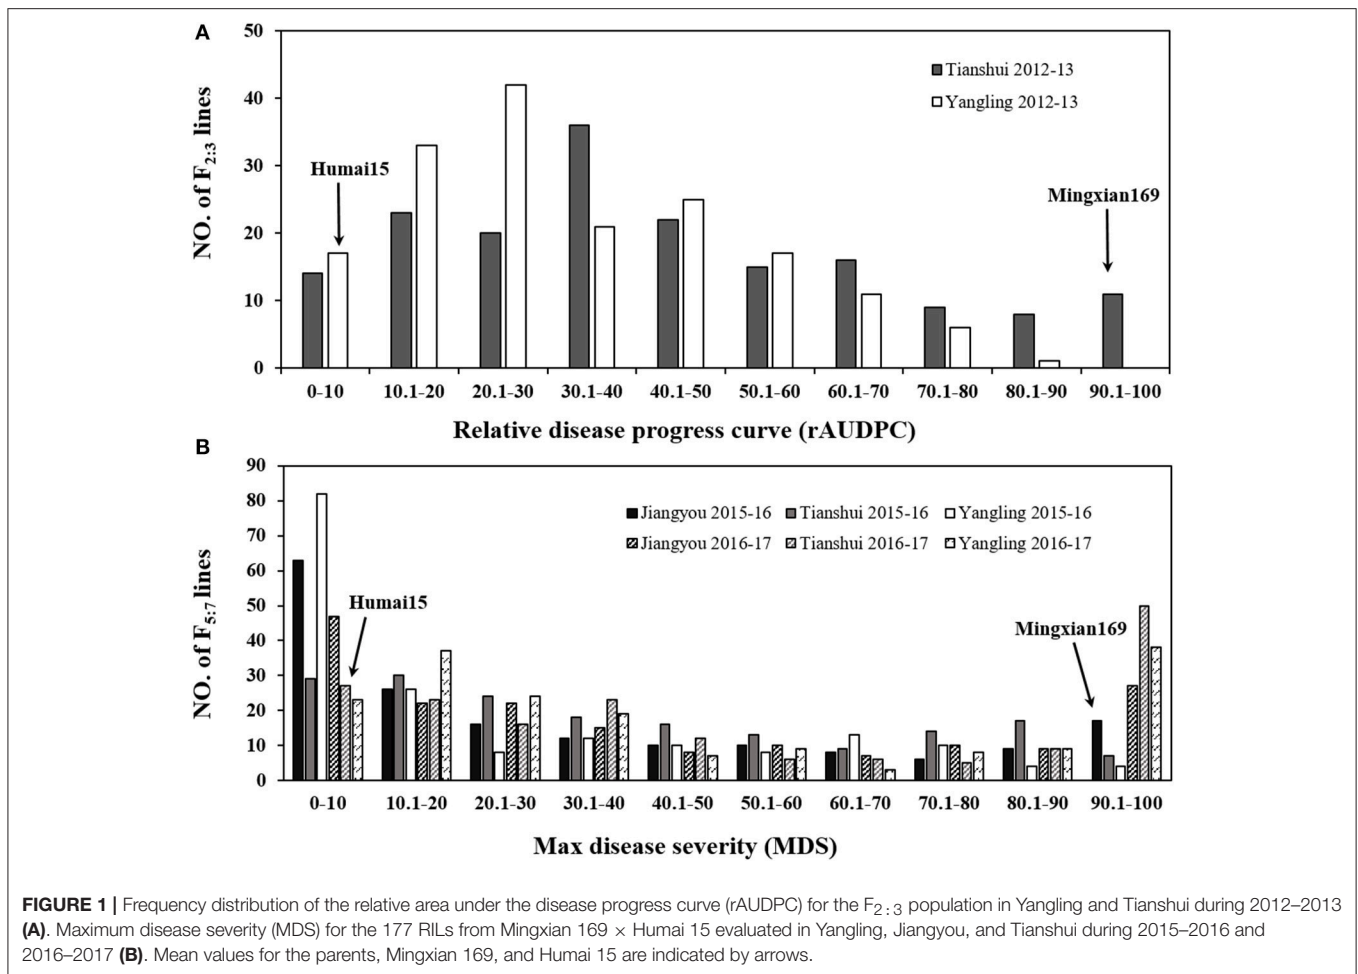 A
50
40
30
20
10
0
NO. of F2:3 lines
Tianshui 2012-13
Yangling 2012-13
Humai15
Mingxian169
0-10 10.1-20 20.1-30 30.1-40 40.1-50 50.1-60 60.1-70 70.1-80 80.1-90 90.1-100
Relative disease progress curve (rAUDPC)
B
90
80
70
60
50
40
30
20
10
0
NO. of F5:7 lines
Jiangyou 2015-16 Tianshui 2015-16 Yangling 2015-16
Jiangyou 2016-17 Tianshui 2016-17 Yangling 2016-17
Humai15
Mingxian169
0-10 10.1-20 20.1-30 30.1-40 40.1-50 50.1-60 60.1-70 70.1-80 80.1-90 90.1-100
Max disease severity (MDS)
FIGURE 1 | Frequency distribution of the relative area under the disease progress curve (rAUDPC) for the F2:3 population in Yangling and Tianshui during 2012–2013
(A). Maximum disease severity (MDS) for the 177 RILs from Mingxian 169 × Humai 15 evaluated in Yangling, Jiangyou, and Tianshui during 2015–2016 and
2016–2017 (B). Mean values for the parents, Mingxian 169, and Humai 15 are indicated by arrows.